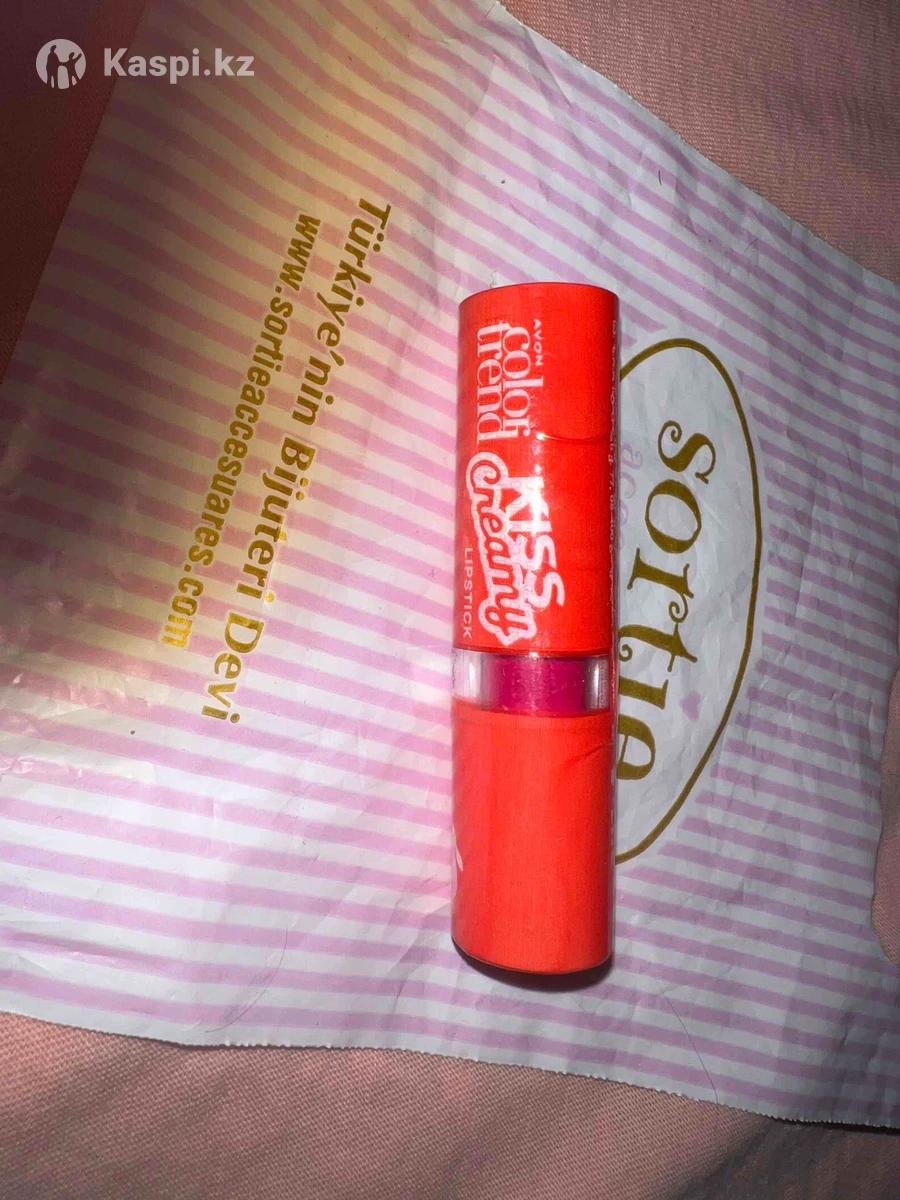 Kaspi.kz
Türkiye'nin Bijuteri Devi
www.sortieaccesuares.com
AVON
color
trend
KISS
creamy
LIPSTICK
sortie